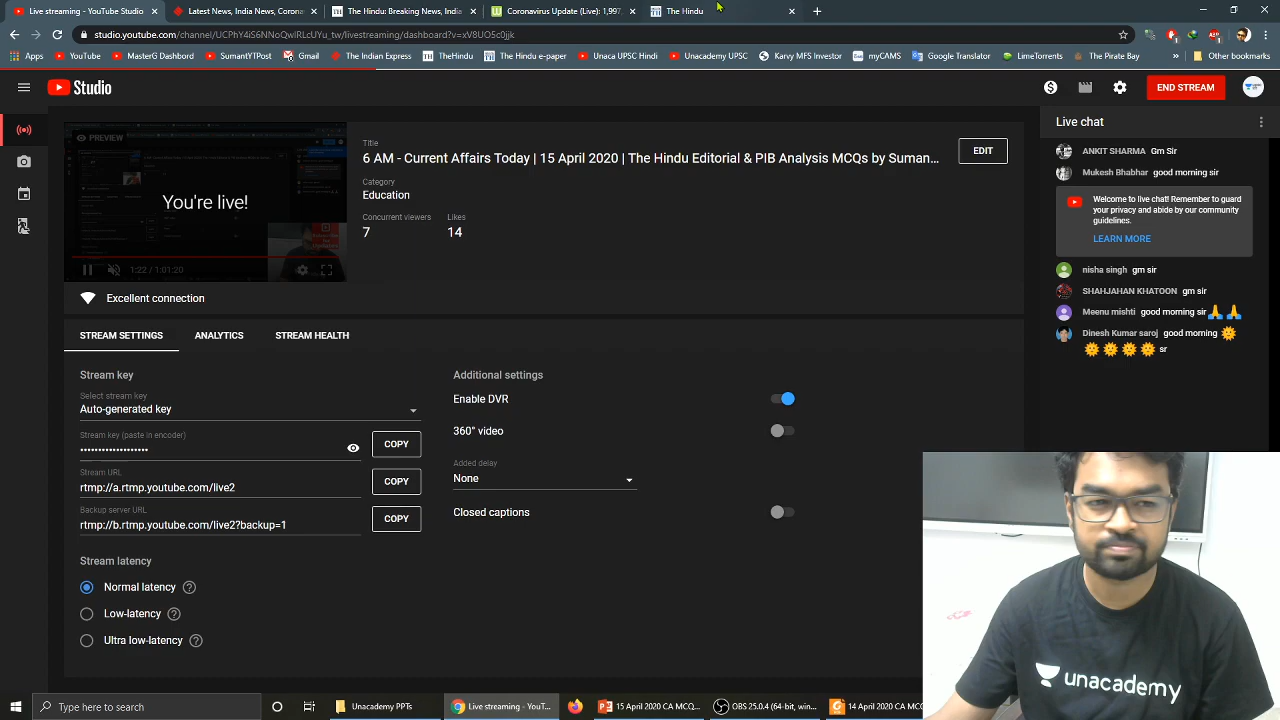 Live streaming - YouTube Studio
Latest News, India News, Corona
The Hindu: Breaking News, India
Coronavirus Update (Live): 1,997,
The Hindu
studio.youtube.com/channel/UCPhY4iS6NNoQwIRLcUYu_tw/livestreaming/dashboard?v=xV8UO5c0jjk
Apps
YouTube
MasterG Dashbord
SumantYTPost
Gmail
The Indian Express
TheHindu
The Hindu e-paper
Unaca UPSC Hindi
Unacademy UPSC
Karvy MFS Investor
myCAMS
Google Translator
LimeTorrents
The Pirate Bay
»
Other bookmarks
Studio
END STREAM
PREVIEW
You're live!
1:22 / 1:01:20
Title
6 AM - Current Affairs Today | 15 April 2020 | The Hindu Editorial & PIB Analysis MCQs by Suman...
EDIT
Category
Education
Concurrent viewers
Likes
7
14
Excellent connection
STREAM SETTINGS
ANALYTICS
STREAM HEALTH
Stream key
Select stream key
Auto-generated key
Stream key (paste in encoder)
••••••••••••••••••••
COPY
Stream URL
rtmp://a.rtmp.youtube.com/live2
COPY
Backup server URL
rtmp://b.rtmp.youtube.com/live2?backup=1
COPY
Stream latency
Normal latency
Low-latency
Ultra low-latency
Additional settings
Enable DVR
360° video
Added delay
None
Closed captions
Live chat
ANKIT SHARMA Gm Sir
Mukesh Bhabhar good morning sir
Welcome to live chat! Remember to guard
your privacy and abide by our community
guidelines.
LEARN MORE
nisha singh gm sir
SHAHJAHAN KHATOON gm sir
Meenu mishti good morning sir🙏🙏
Dinesh Kumar saroj good morning 🌞
🌞🌞🌞🌞 sr
unacademy
Type here to search
Unacademy PPTs
Live streaming - YouT...
15 April 2020 CA MC...
OBS 25.0.4 (64-bit, win...
14 April 2020 CA MCQ